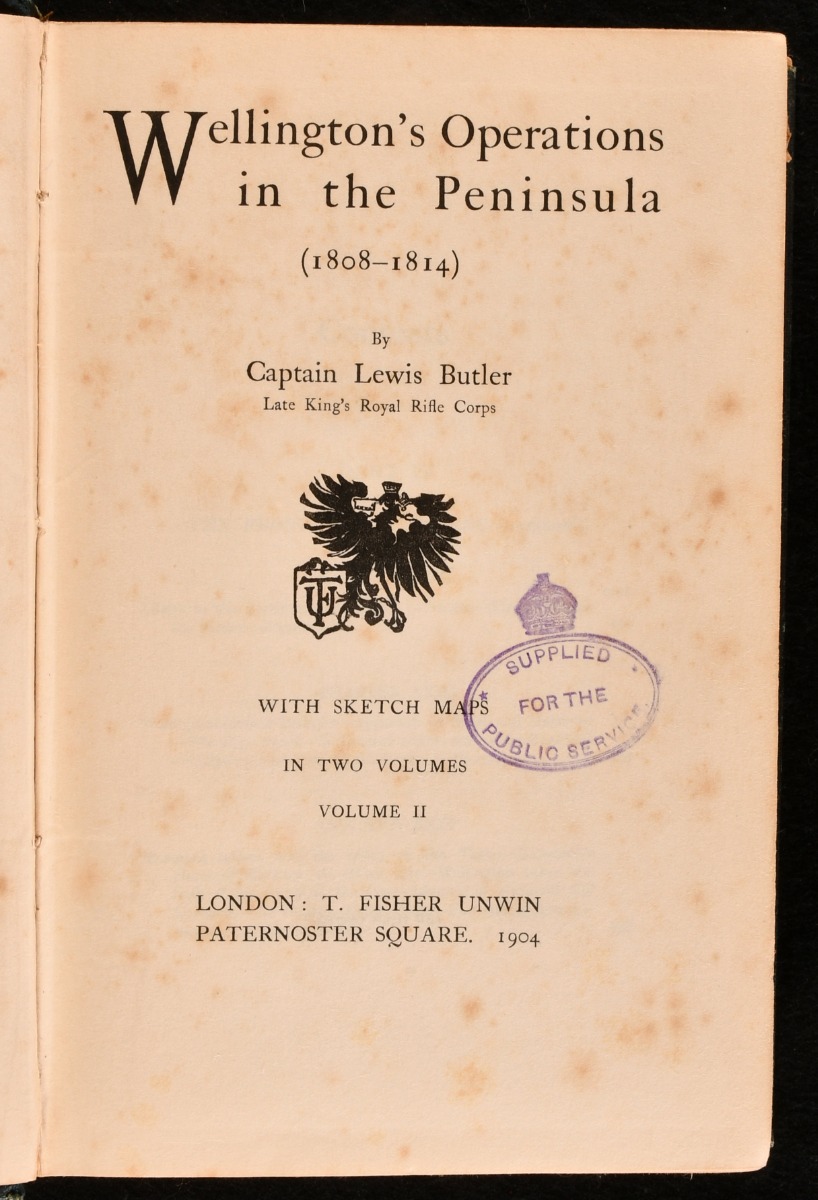 Wellington's Operations
in the Peninsula
(1808–1814)
By
Captain Lewis Butler
Late King's Royal Rifle Corps
TFU
WITH SKETCH MAPS
SUPPLIED
FOR THE
PUBLIC SERVICE
IN TWO VOLUMES
VOLUME II
LONDON: T. FISHER UNWIN
PATERNOSTER SQUARE. 1904